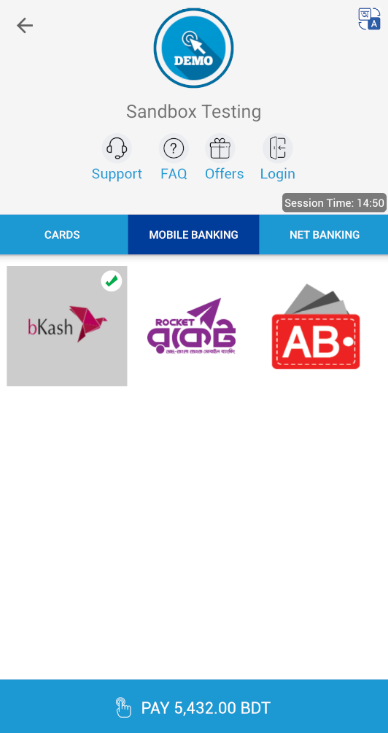 অ
A
DEMO
Sandbox Testing
Support FAQ Offers Login
Session Time: 14:50
CARDS MOBILE BANKING NET BANKING
bKash
ROCKET
রকেট
AB
PAY 5,432.00 BDT